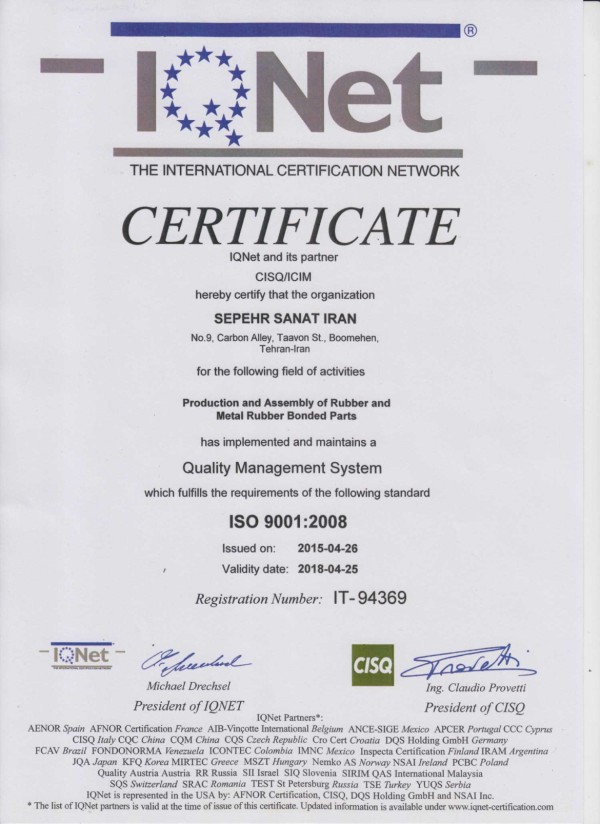 IQNet ®
THE INTERNATIONAL CERTIFICATION NETWORK
CERTIFICATE
IQNet and its partner
CISQ/ICIM
hereby certify that the organization
SEPEHR SANAT IRAN
No.9, Carbon Alley, Taavon St., Boomehen,
Tehran-Iran
for the following field of activities
Production and Assembly of Rubber and
Metal Rubber Bonded Parts
has implemented and maintains a
Quality Management System
which fulfills the requirements of the following standard
ISO 9001:2008
Issued on: 2015-04-26
Validity date: 2018-04-25
Registration Number: IT-94369
IQNet
CISQ
Michael Drechsel
Ing. Claudio Provetti
President of IQNET
President of CISQ
IQNet Partners*:
AENOR Spain AFNOR Certification France AIB-Vinçotte International Belgium ANCE-SIGE Mexico APCER Portugal CCC Cyprus
CISQ Italy CQC China CQM China CQS Czech Republic Cro Cert Croatia DQS Holding GmbH Germany
FCAV Brazil FONDONORMA Venezuela ICONTEC Colombia IMNC Mexico Inspecta Certification Finland IRAM Argentina
JQA Japan KFQ Korea MIRTEC Greece MSZT Hungary Nemko AS Norway NSAI Ireland PCBC Poland
Quality Austria Austria RR Russia SII Israel SIQ Slovenia SIRIM QAS International Malaysia
SQS Switzerland SRAC Romania TEST St Petersburg Russia TSE Turkey YUQS Serbia
IQNet is represented in the USA by: AFNOR Certification, CISQ, DQS Holding GmbH and NSAI Inc.
* The list of IQNet partners is valid at the time of issue of this certificate. Updated information is available under www.iqnet-certification.com